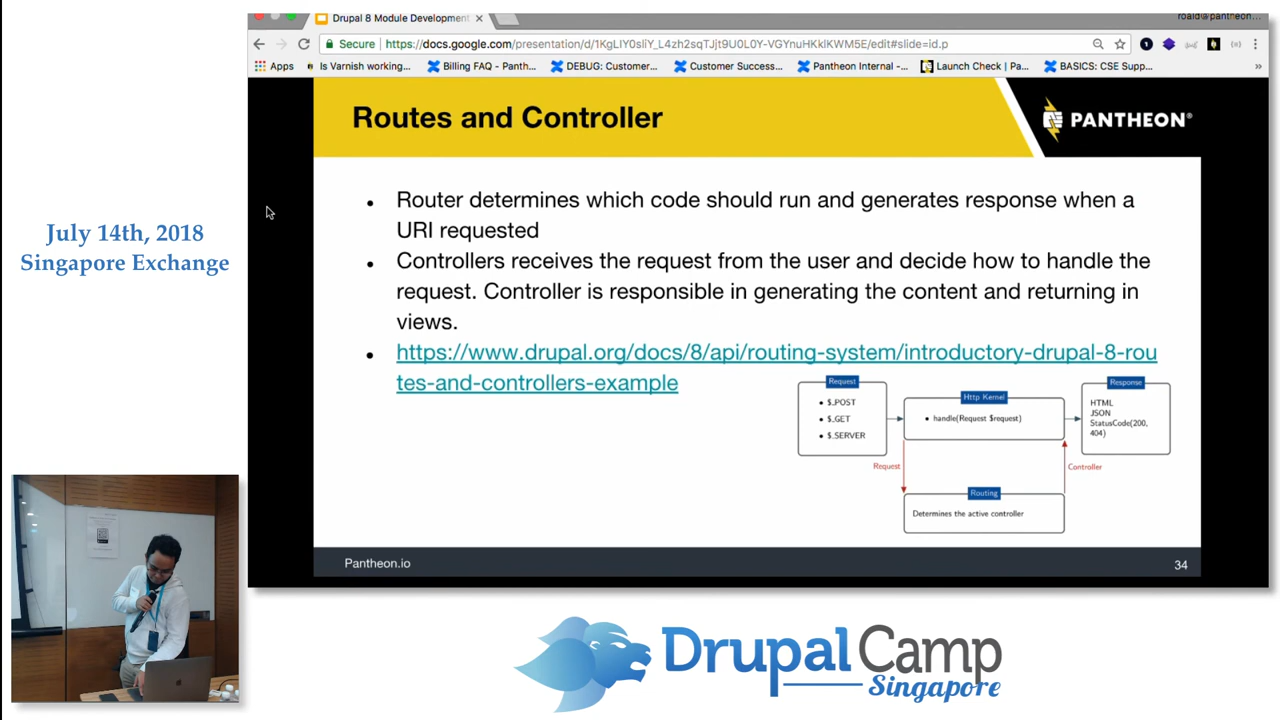 Drupal 8 Module Development
roald@pantheon...
Secure
https://docs.google.com/presentation/d/1KgLIY0sliY_L4zh2sqTJjt9U0L0Y-VGYnuHKklKWM5E/edit#slide=id.p
Apps
Is Varnish working...
Billing FAQ - Panth...
DEBUG: Customer...
Customer Success...
Pantheon Internal -...
Launch Check | Pa...
BASICS: CSE Supp...
»
Routes and Controller
PANTHEON®
July 14th, 2018
Singapore Exchange
• Router determines which code should run and generates response when a
URI requested
• Controllers receives the request from the user and decide how to handle the
request. Controller is responsible in generating the content and returning in
views.
• https://www.drupal.org/docs/8/api/routing-system/introductory-drupal-8-rou
tes-and-controllers-example
Request
• $_POST
• $_GET
• $_SERVER
Http Kernel
• handle(Request $request)
Response
HTML
JSON
StatusCode(200,
404)
Request
Controller
Routing
Determines the active controller
Pantheon.io
34
DrupalCamp
Singapore